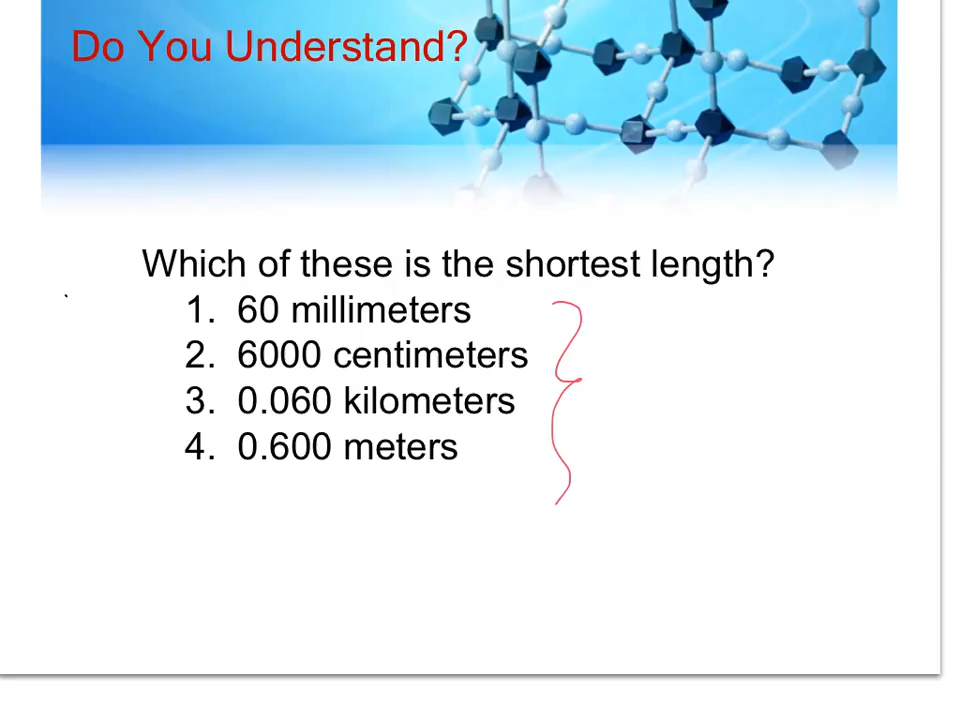 Do You Understand?
Which of these is the shortest length?
1. 60 millimeters
2. 6000 centimeters
3. 0.060 kilometers
4. 0.600 meters